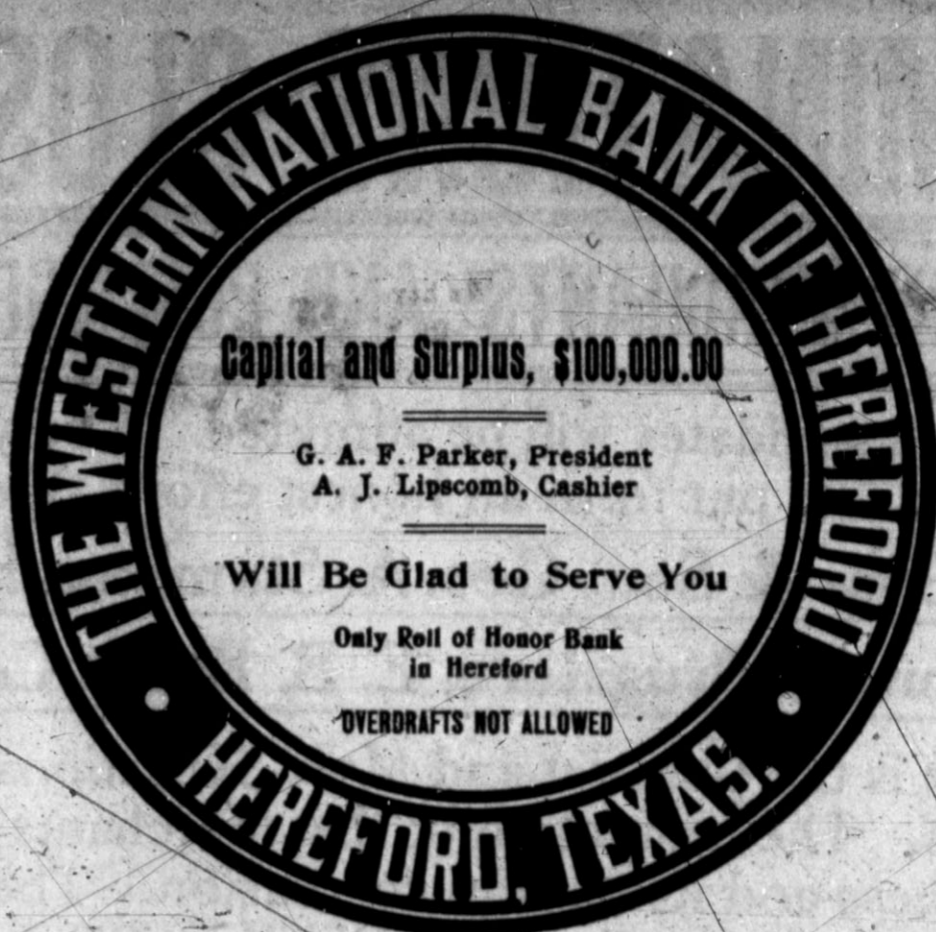 THE WESTERN NATIONAL BANK OF HEREFORD
Capital and Surplus, $100,000.00
G. A. F. Parker, President
A. J. Lipscomb, Cashier
Will Be Glad to Serve You
Only Roll of Honor Bank
in Hereford
OVERDRAFTS NOT ALLOWED
HEREFORD, TEXAS.